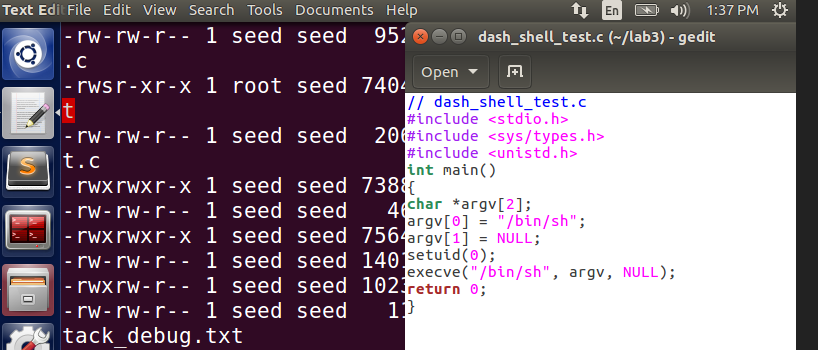 Text Edi File Edit View Search Tools Documents Help En 1:37 PM
-rw-rw-r-- 1 seed seed 952
.c
-rwsr-xr-x 1 root seed 7404
t
-rw-rw-r-- 1 seed seed 206
t.c
-rwxrwxr-x 1 seed seed 7388
-rw-rw-r-- 1 seed seed 46
-rwxrwxr-x 1 seed seed 7564
-rw-rw-r-- 1 seed seed 1401
-rwxrw-r-- 1 seed seed 1023
-rw-rw-r-- 1 seed seed 11
tack_debug.txt
dash_shell_test.c (~/lab3) - gedit
Open
// dash_shell_test.c
#include <stdio.h>
#include <sys/types.h>
#include <unistd.h>
int main()
{
char *argv[2];
argv[0] = "/bin/sh";
argv[1] = NULL;
setuid(0);
execve("/bin/sh", argv, NULL);
return 0;
}